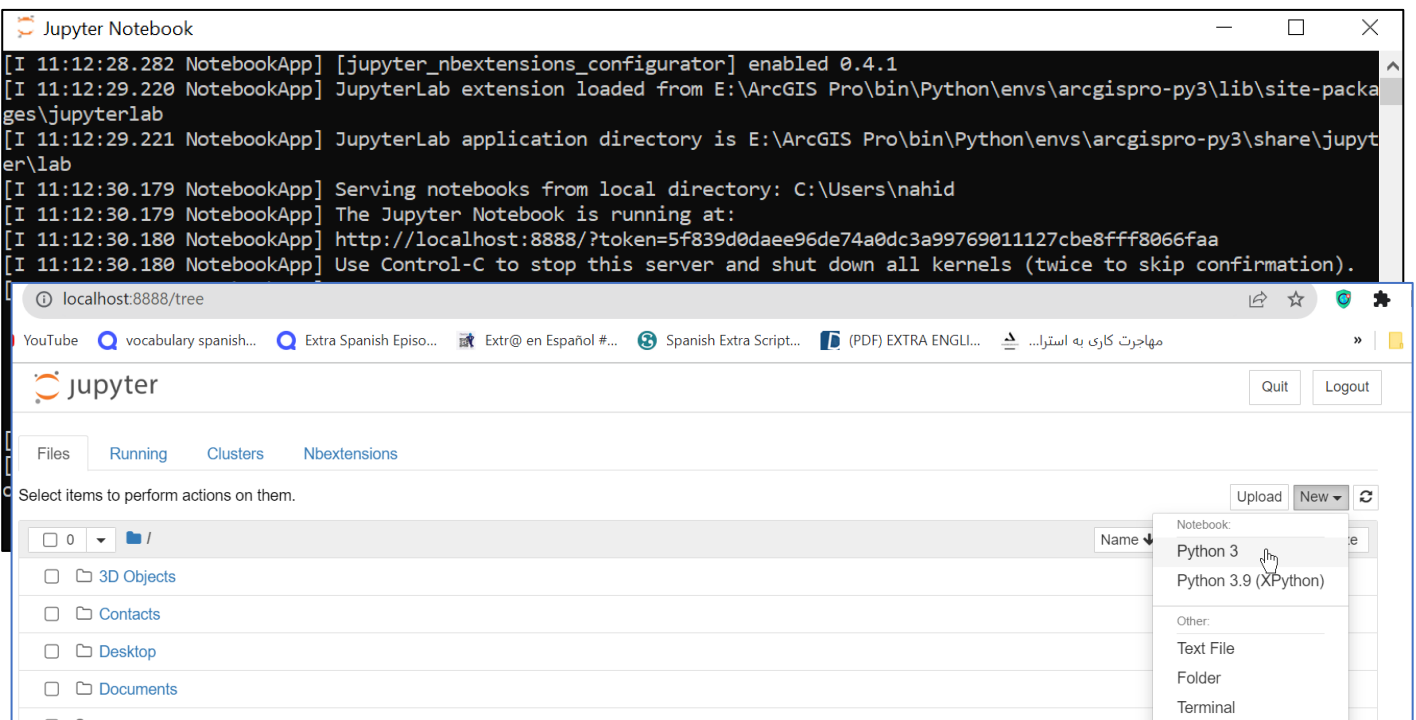 Jupyter Notebook
[I 11:12:28.282 NotebookApp] [jupyter_nbextensions_configurator] enabled 0.4.1
[I 11:12:29.220 NotebookApp] JupyterLab extension loaded from E:\ArcGIS Pro\bin\Python\envs\arcgispro-py3\lib\site-packa
ges\jupyterlab
[I 11:12:29.221 NotebookApp] JupyterLab application directory is E:\ArcGIS Pro\bin\Python\envs\arcgispro-py3\share\jupyt
er\lab
[I 11:12:30.179 NotebookApp] Serving notebooks from local directory: C:\Users\nahid
[I 11:12:30.179 NotebookApp] The Jupyter Notebook is running at:
[I 11:12:30.180 NotebookApp] http://localhost:8888/?token=5f839d0daee96de74a0dc3a99769011127cbe8fff8066faa
[I 11:12:30.180 NotebookApp] Use Control-C to stop this server and shut down all kernels (twice to skip confirmation).
localhost:8888/tree
YouTube vocabulary spanish... Extra Spanish Episo... Extr@ en Español #... Spanish Extra Script... (PDF) EXTRA ENGLI... مهاجرت کاری به استرا... »
jupyter Quit Logout
Files Running Clusters Nbextensions
Select items to perform actions on them. Upload New
0 / Name
Notebook:
Python 3
Python 3.9 (XPython)
Other:
Text File
Folder
Terminal
3D Objects
Contacts
Desktop
Documents